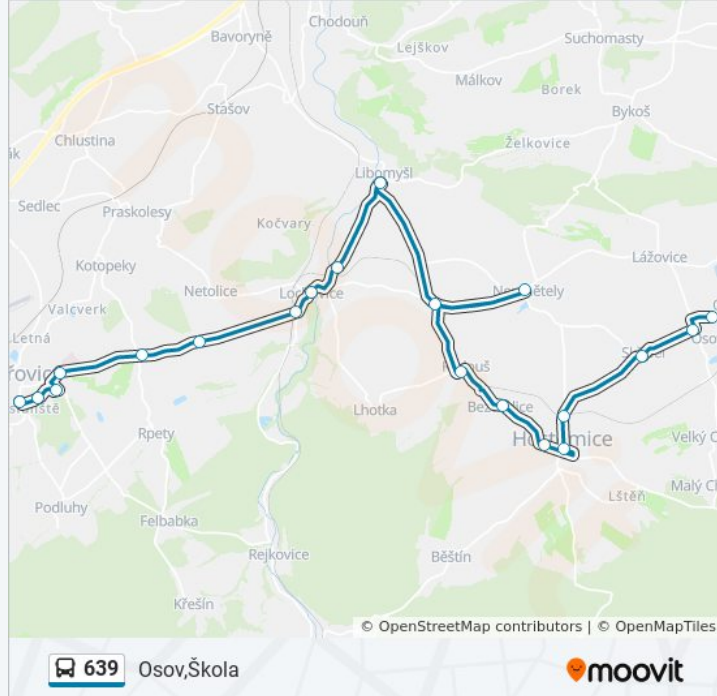 Chodouň
Bavoryně
Lejškov
Suchomasty
Málkov
Borek
Stašov
Bykoš
Chlustina
Želkovice
Libomyšl
Sedlec
Praskolesy
Kočvary
Lážovice
Kotopeky
Netolice
Valcverk
Letná
Lhotka
Rpety
Velký
Podluhy
Malý
Lštěň
Felbabka
Rejkovice
Běštín
Křešín
© OpenStreetMap contributors | © OpenMapTiles
639 Osov,Škola
moovit